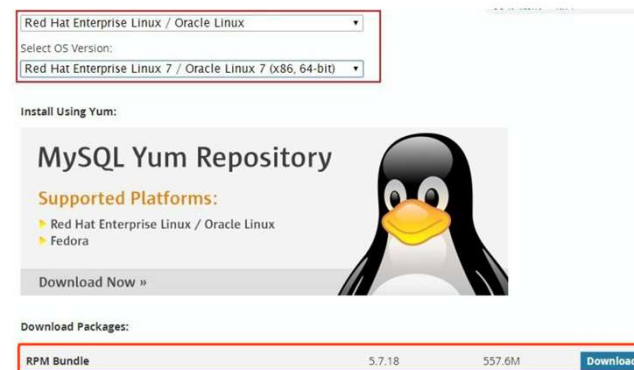 Red Hat Enterprise Linux / Oracle Linux
Select OS Version:
Red Hat Enterprise Linux 7 / Oracle Linux 7 (x86, 64-bit)
Install Using Yum:
MySQL Yum Repository
Supported Platforms:
Red Hat Enterprise Linux / Oracle Linux
Fedora
Download Now »
Download Packages:
RPM Bundle 5.7.18 557.6M Download